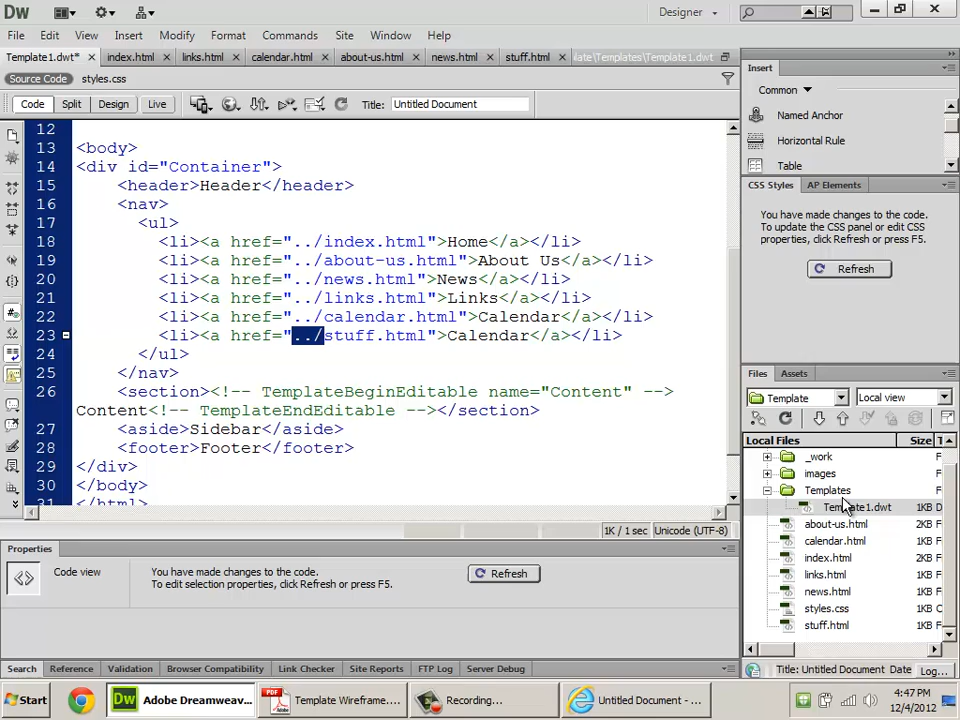 Dw Designer
File Edit View Insert Modify Format Commands Site Window Help
Template1.dwt* index.html links.html calendar.html about-us.html news.html stuff.html late\Templates\Template1.dwt
Source Code styles.css
Code Split Design Live Title: Untitled Document
12
13 <body>
14 <div id="Container">
15 <header>Header</header>
16 <nav>
17 <ul>
18 <li><a href="../index.html">Home</a></li>
19 <li><a href="../about-us.html">About Us</a></li>
20 <li><a href="../news.html">News</a></li>
21 <li><a href="../links.html">Links</a></li>
22 <li><a href="../calendar.html">Calendar</a></li>
23 <li><a href="../stuff.html">Calendar</a></li>
24 </ul>
25 </nav>
26 <section><!-- TemplateBeginEditable name="Content" -->
Content<!-- TemplateEndEditable --></section>
27 <aside>Sidebar</aside>
28 <footer>Footer</footer>
29 </div>
30 </body>
31 </html>
1K / 1 sec Unicode (UTF-8)
Properties
Code view You have made changes to the code.
To edit selection properties, click Refresh or press F5.
Refresh
Search Reference Validation Browser Compatibility Link Checker Site Reports FTP Log Server Debug
Insert
Common
Named Anchor
Horizontal Rule
Table
CSS Styles AP Elements
You have made changes to the code.
To update the CSS panel or edit CSS
properties, click Refresh or press F5.
Refresh
Files Assets
Template Local view
Local Files Size T
_work F
images F
Templates F
Template1.dwt 1KB D
about-us.html 2KB F
calendar.html 1KB F
index.html 2KB F
links.html 1KB F
news.html 1KB F
styles.css 1KB C
stuff.html 1KB F
Title: Untitled Document Date Log...
Start Adobe Dreamweav... Template Wireframe.... Recording... Untitled Document - ...
4:47 PM
12/4/2012